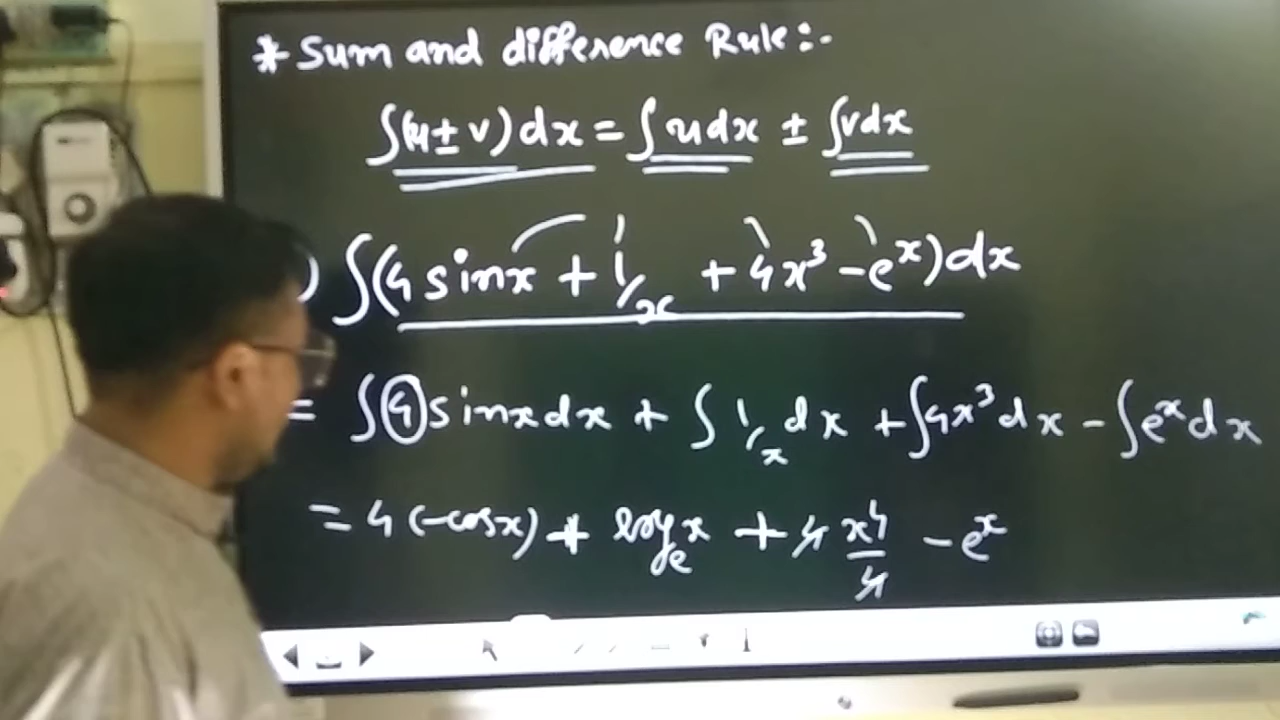 * Sum and difference Rule :-
∫(u ± v) dx = ∫u dx ± ∫v dx
) ∫(4 sinx + 1/x + 4x³ - eˣ) dx
= ∫4 sinx dx + ∫1/x dx + ∫4x³ dx - ∫eˣ dx
= 4 (-cosx) + logₑx + 4 x⁴/4 - eˣ